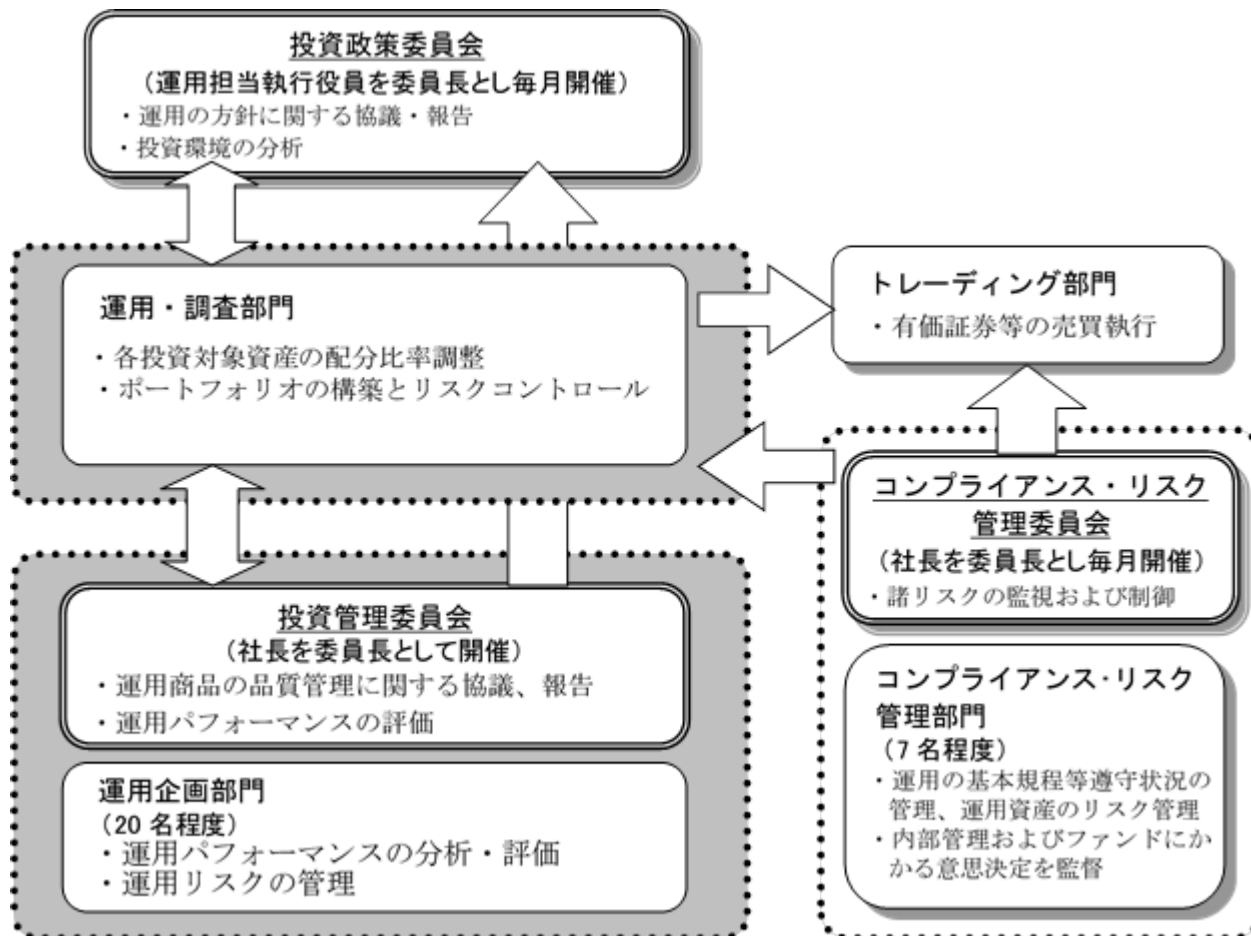 投資政策委員会
(運用担当執行役員を委員長とし毎月開催)
・運用の方針に関する協議・報告
・投資環境の分析
運用・調査部門
・各投資対象資産の配分比率調整
・ポートフォリオの構築とリスクコントロール
トレーディング部門
・有価証券等の売買執行
投資管理委員会
(社長を委員長として開催)
・運用商品の品質管理に関する協議、報告
・運用パフォーマンスの評価
運用企画部門
(20 名程度)
・運用パフォーマンスの分析・評価
・運用リスクの管理
コンプライアンス・リスク
管理委員会
(社長を委員長とし毎月開催)
・諸リスクの監視および制御
コンプライアンス・リスク
管理部門
(7 名程度)
・運用の基本規程等遵守状況の
管理、運用資産のリスク管理
・内部管理およびファンドにか
かる意思決定を監督